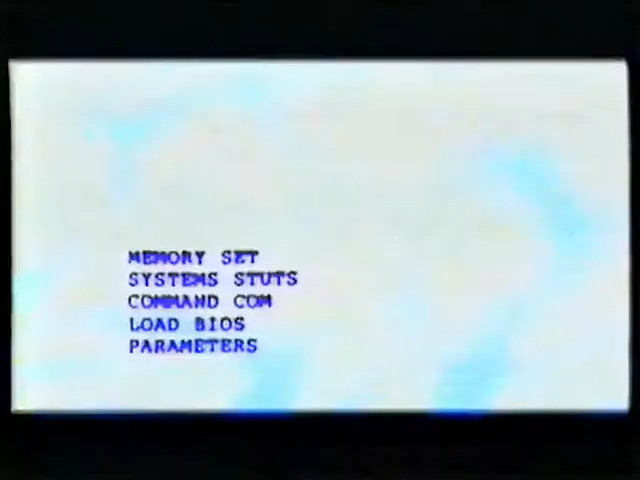 MEMORY SET
SYSTEMS STUTS
COMMAND COM
LOAD BIOS
PARAMETERS